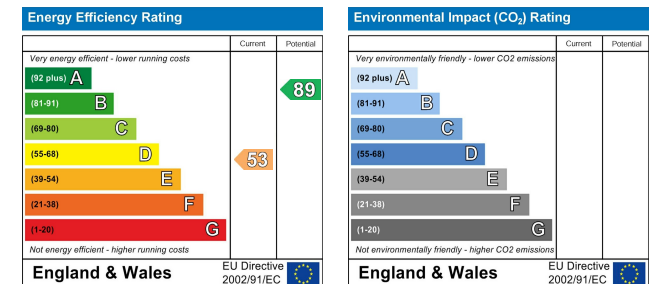 Energy Efficiency Rating
Current Potential
Very energy efficient - lower running costs
(92 plus) A
(81-91) B
(69-80) C
(55-68) D
(39-54) E
(21-38) F
(1-20) G
89
53
Not energy efficient - higher running costs
England & Wales
EU Directive
2002/91/EC
Environmental Impact (CO₂) Rating
Current Potential
Very environmentally friendly - lower CO2 emissions
(92 plus) A
(81-91) B
(69-80) C
(55-68) D
(39-54) E
(21-38) F
(1-20) G
Not environmentally friendly - higher CO2 emissions
England & Wales
EU Directive
2002/91/EC